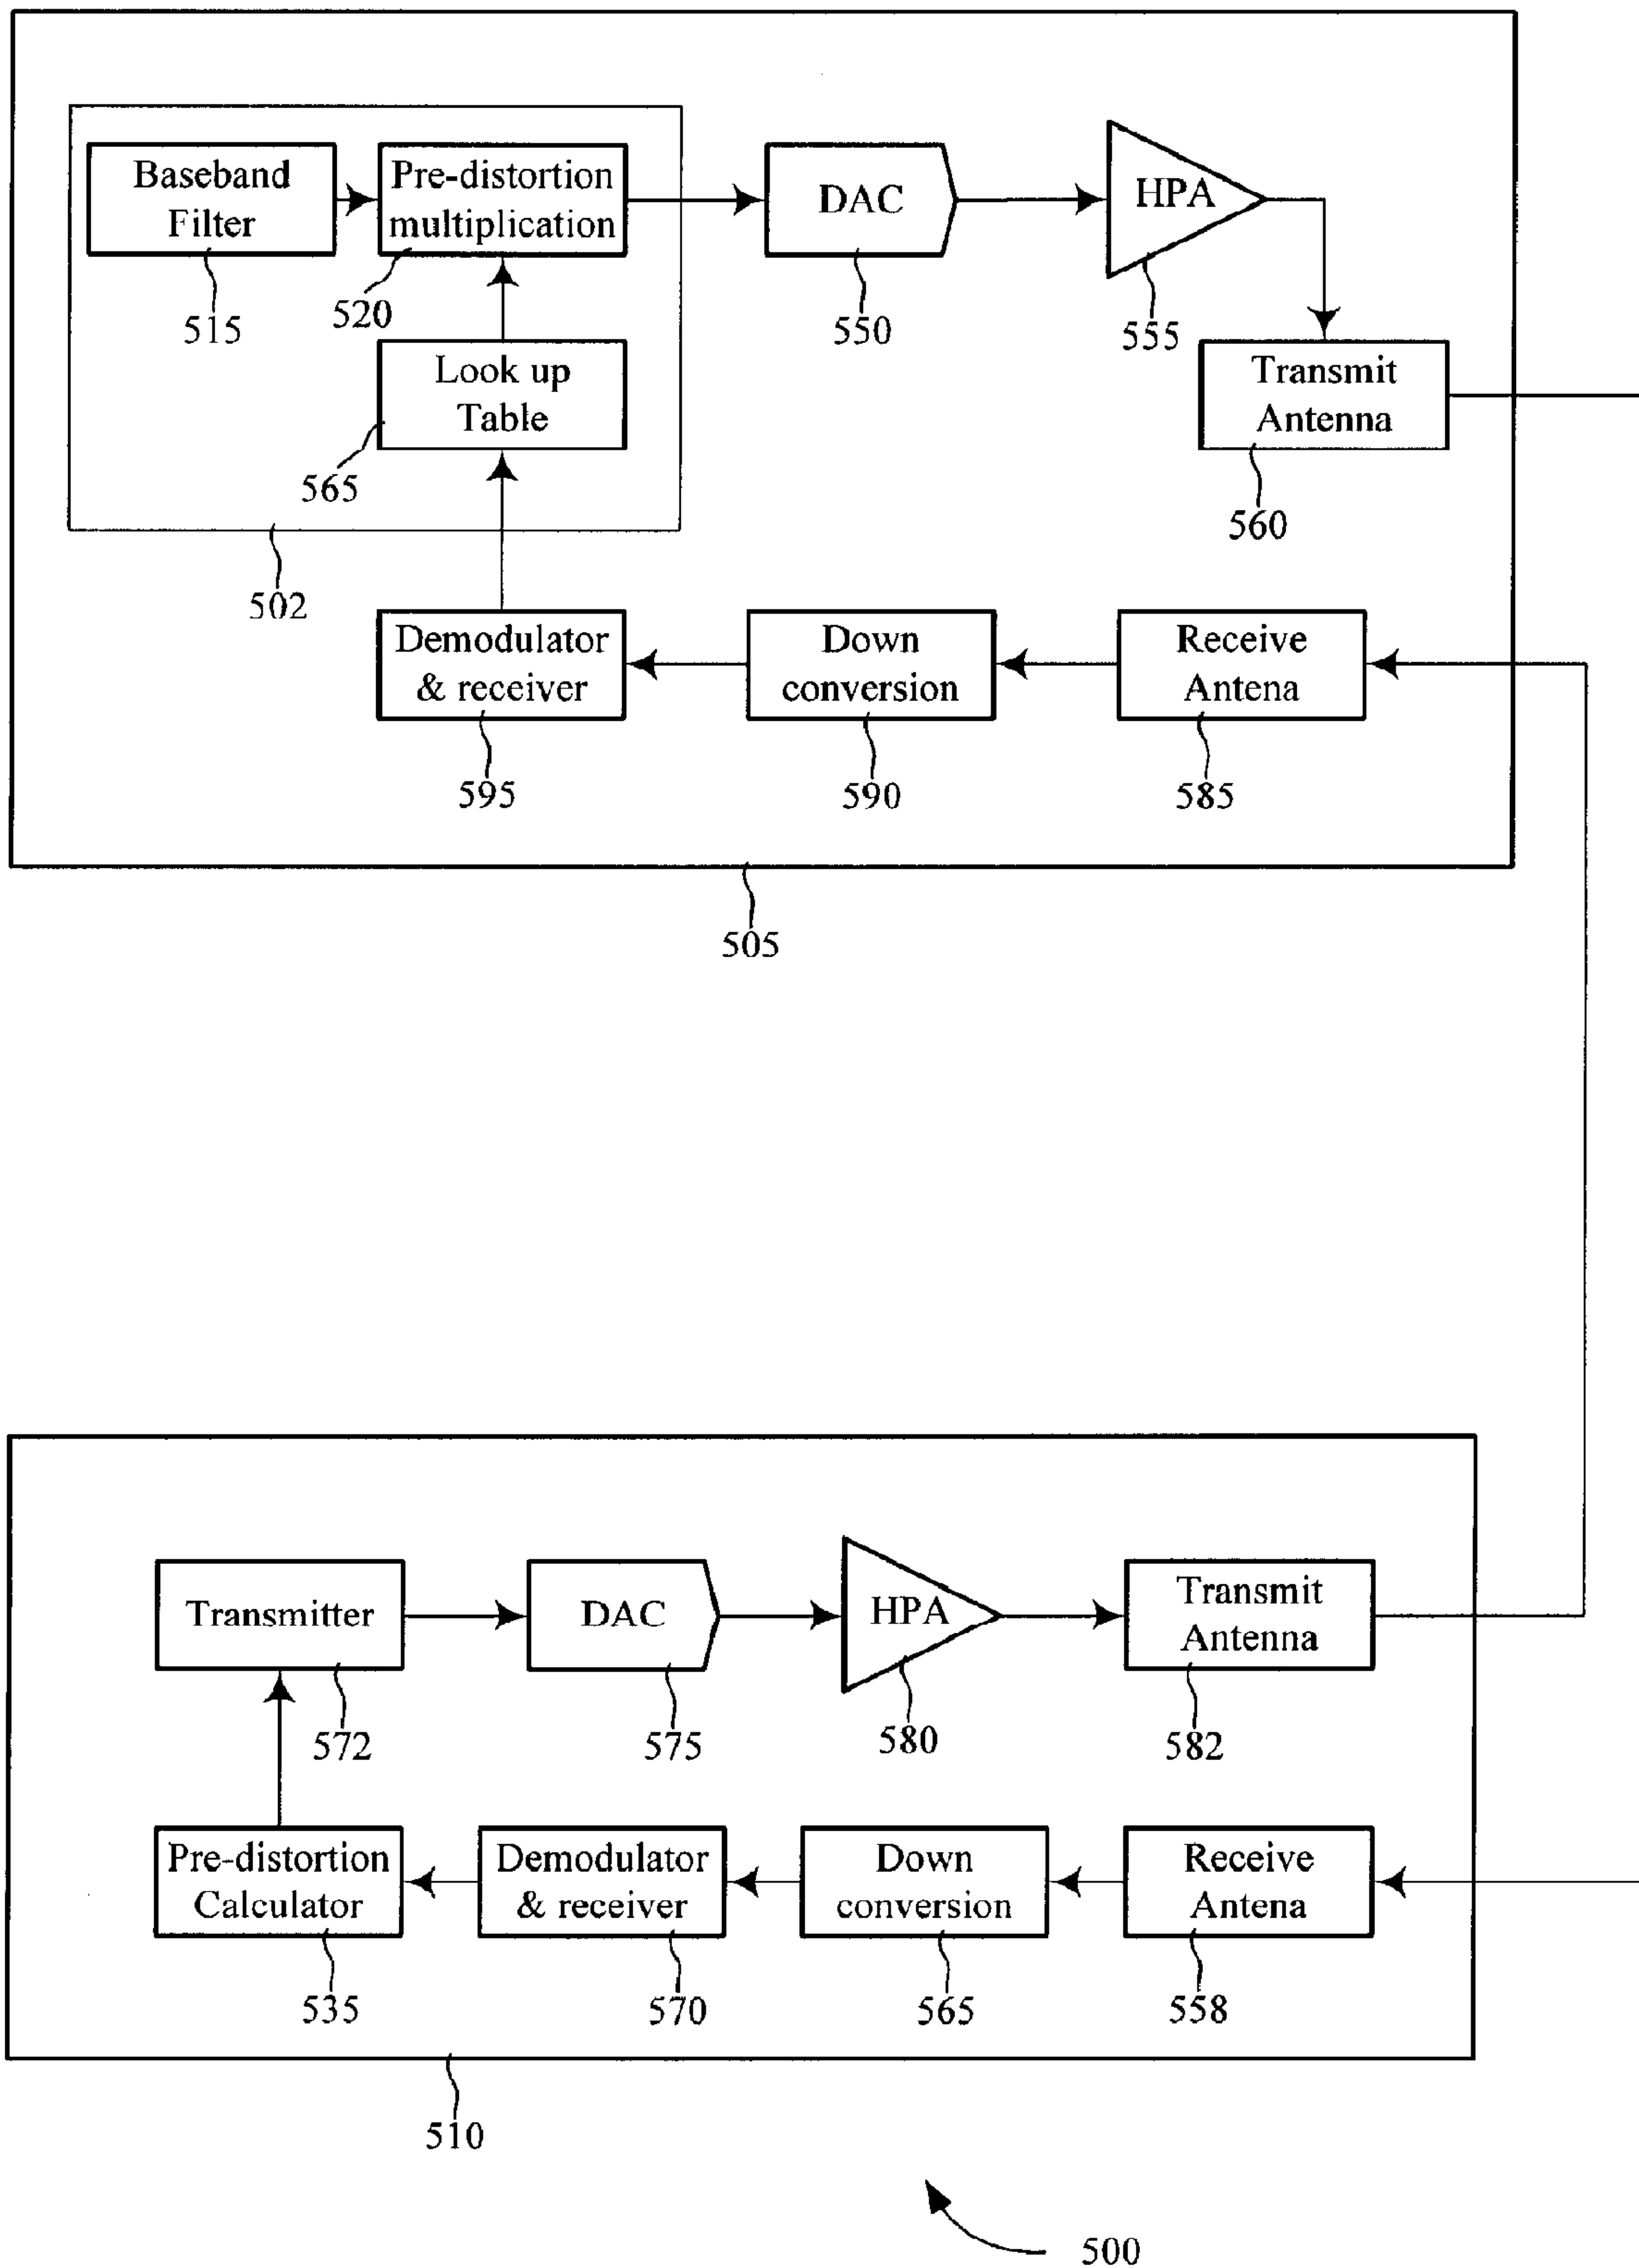 Baseband
Filter
Pre-distortion
multiplication
DAC
HPA
515
520
550
555
Look up
Table
Transmit
Antenna
565
560
502
Demodulator
& receiver
Down
conversion
Receive
Antena
595
590
585
505
Transmitter
DAC
HPA
Transmit
Antenna
572
575
580
582
Pre-distortion
Calculator
Demodulator
& receiver
Down
conversion
Receive
Antena
535
570
565
558
510
500